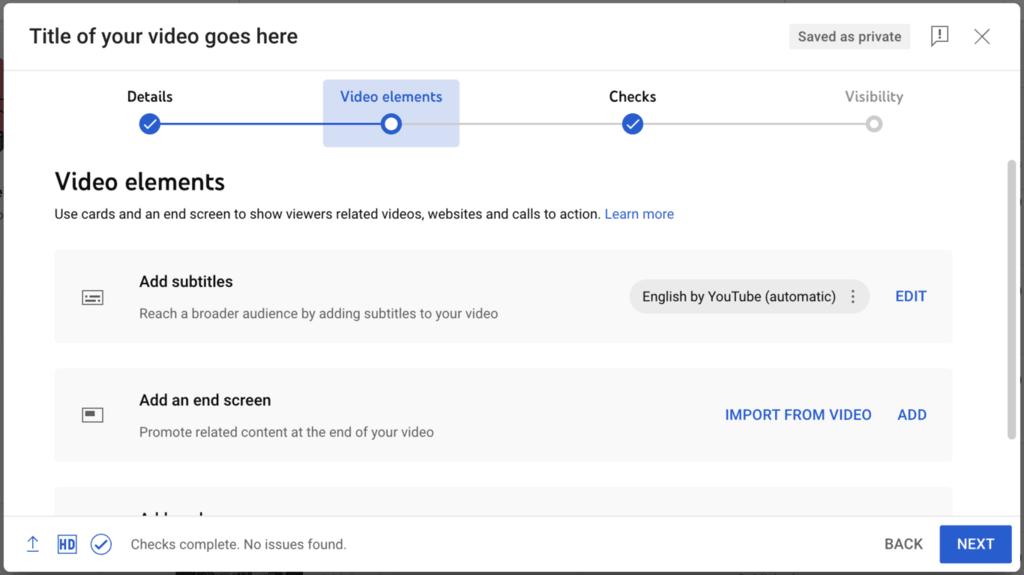 Title of your video goes here
Saved as private
Details
Video elements
Checks
Visibility
Video elements
Use cards and an end screen to show viewers related videos, websites and calls to action. Learn more
Add subtitles
English by YouTube (automatic)
EDIT
Reach a broader audience by adding subtitles to your video
Add an end screen
IMPORT FROM VIDEO
ADD
Promote related content at the end of your video
HD
Checks complete. No issues found.
BACK
NEXT